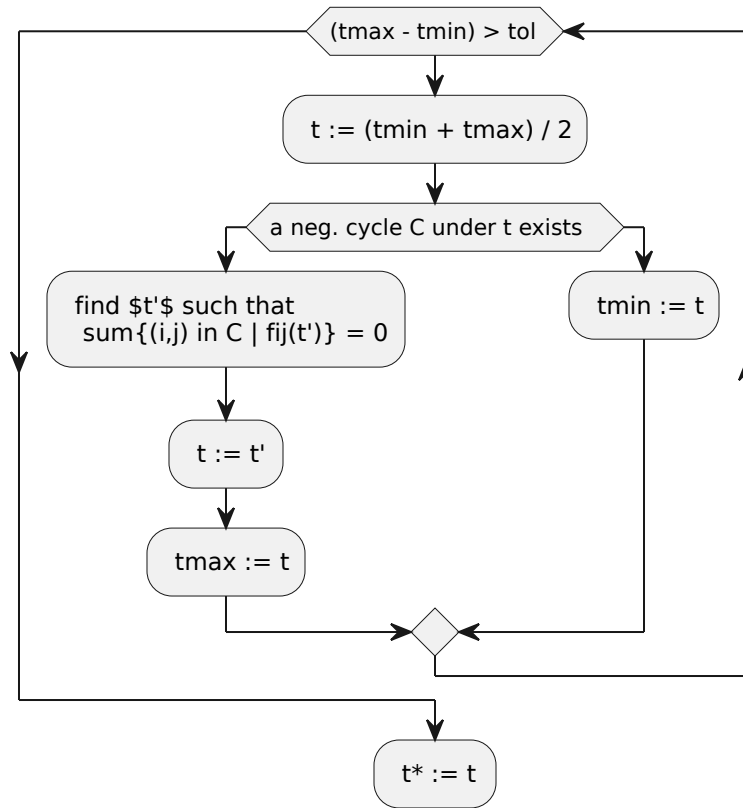 (tmax - tmin) > tol
t := (tmin + tmax) / 2
a neg. cycle C under t exists
find $t'$ such that
sum{(i,j) in C | fij(t')} = 0
tmin := t
t := t'
tmax := t
t* := t